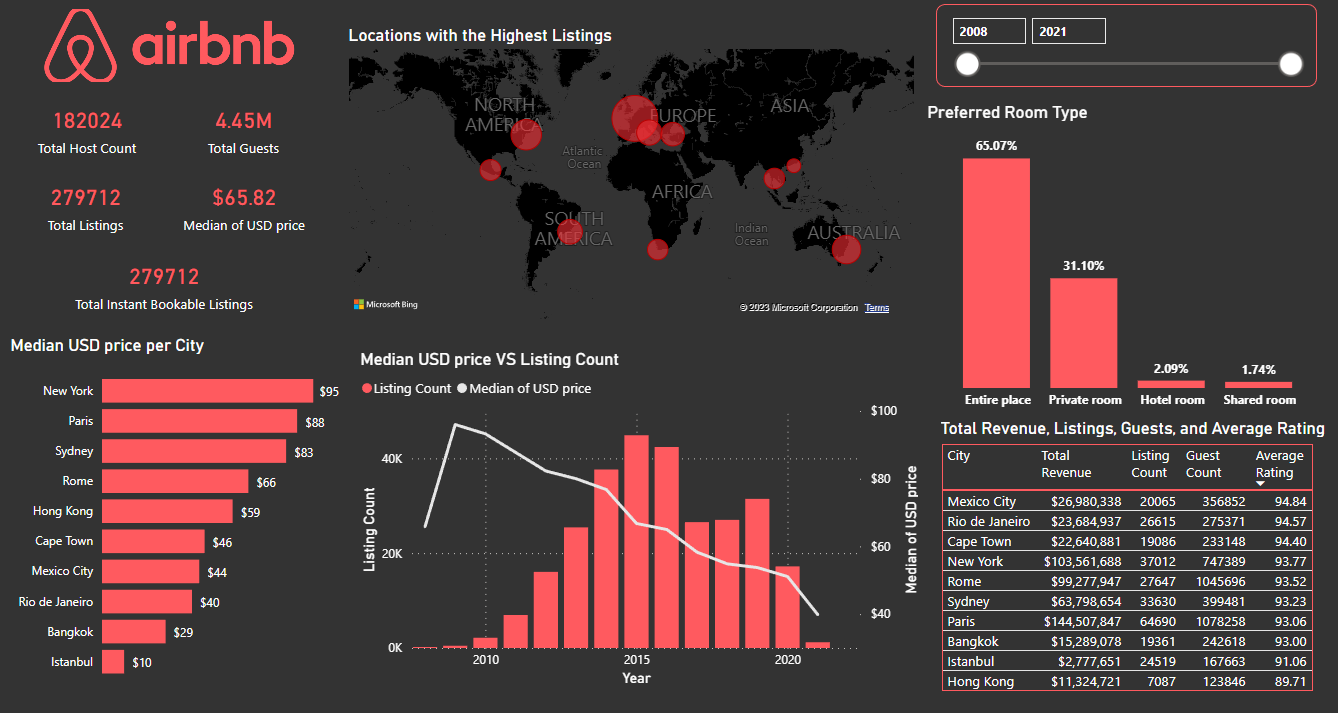 airbnb
182024
Total Host Count
4.45M
Total Guests
279712
Total Listings
$65.82
Median of USD price
279712
Total Instant Bookable Listings
Locations with the Highest Listings
NORTH
AMERICA
EUROPE
ASIA
Atlantic
Ocean
AFRICA
SOUTH
AMERICA
Indian
Ocean
AUSTRALIA
Microsoft Bing
© 2023 Microsoft Corporation Terms
2008
2021
Preferred Room Type
65.07%
31.10%
2.09%
1.74%
Entire place
Private room
Hotel room
Shared room
Median USD price per City
New York $95
Paris $88
Sydney $83
Rome $66
Hong Kong $59
Cape Town $46
Mexico City $44
Rio de Janeiro $40
Bangkok $29
Istanbul $10
Median USD price VS Listing Count
Listing Count Median of USD price
Listing Count
40K
20K
0K
$100
$80
$60
$40
Median of USD price
2010
2015
2020
Year
Total Revenue, Listings, Guests, and Average Rating
City Total Revenue Listing Count Guest Count Average Rating
Mexico City $26,980,338 20065 356852 94.84
Rio de Janeiro $23,684,937 26615 275371 94.57
Cape Town $22,640,881 19086 233148 94.40
New York $103,561,688 37012 747389 93.77
Rome $99,277,947 27647 1045696 93.52
Sydney $63,798,654 33630 399481 93.23
Paris $144,507,847 64690 1078258 93.06
Bangkok $15,289,078 19361 242618 93.00
Istanbul $2,777,651 24519 167663 91.06
Hong Kong $11,324,721 7087 123846 89.71